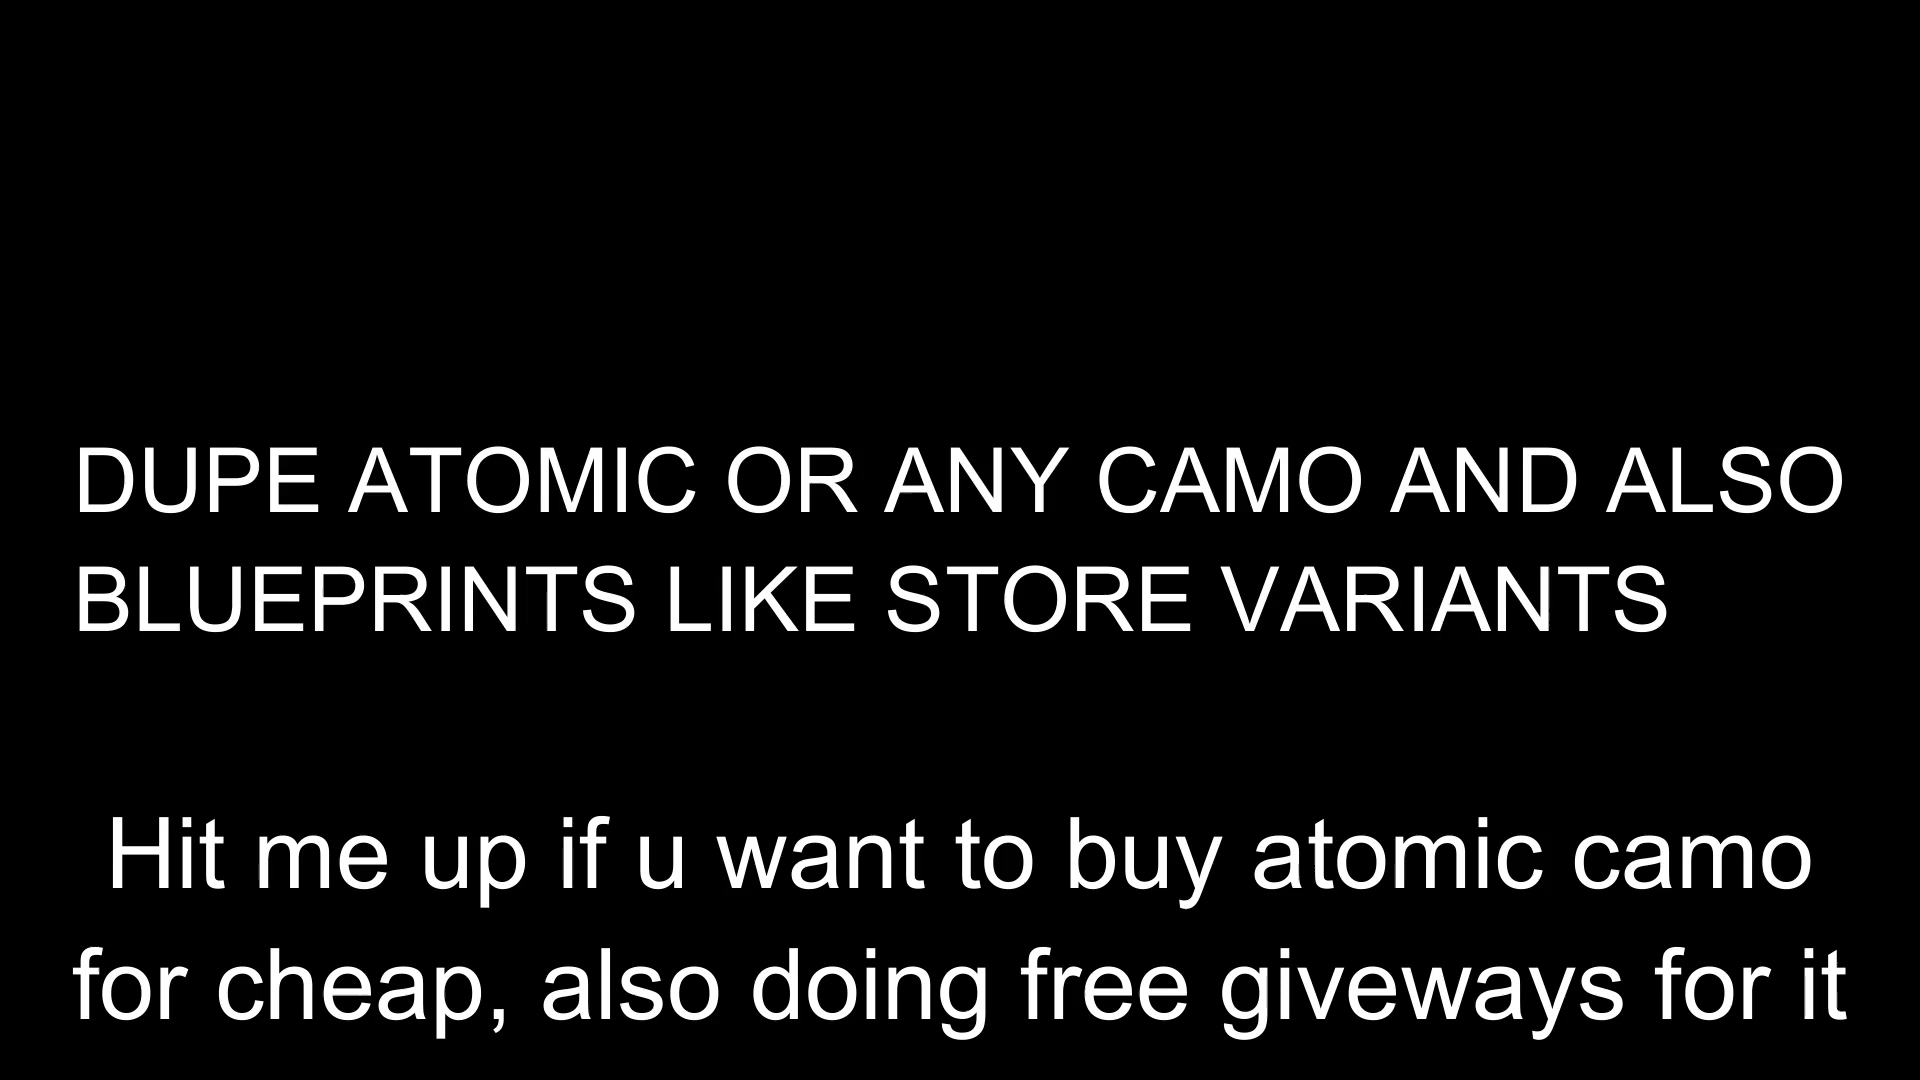 DUPE ATOMIC OR ANY CAMO AND ALSO
BLUEPRINTS LIKE STORE VARIANTS
Hit me up if u want to buy atomic camo
for cheap, also doing free giveways for it